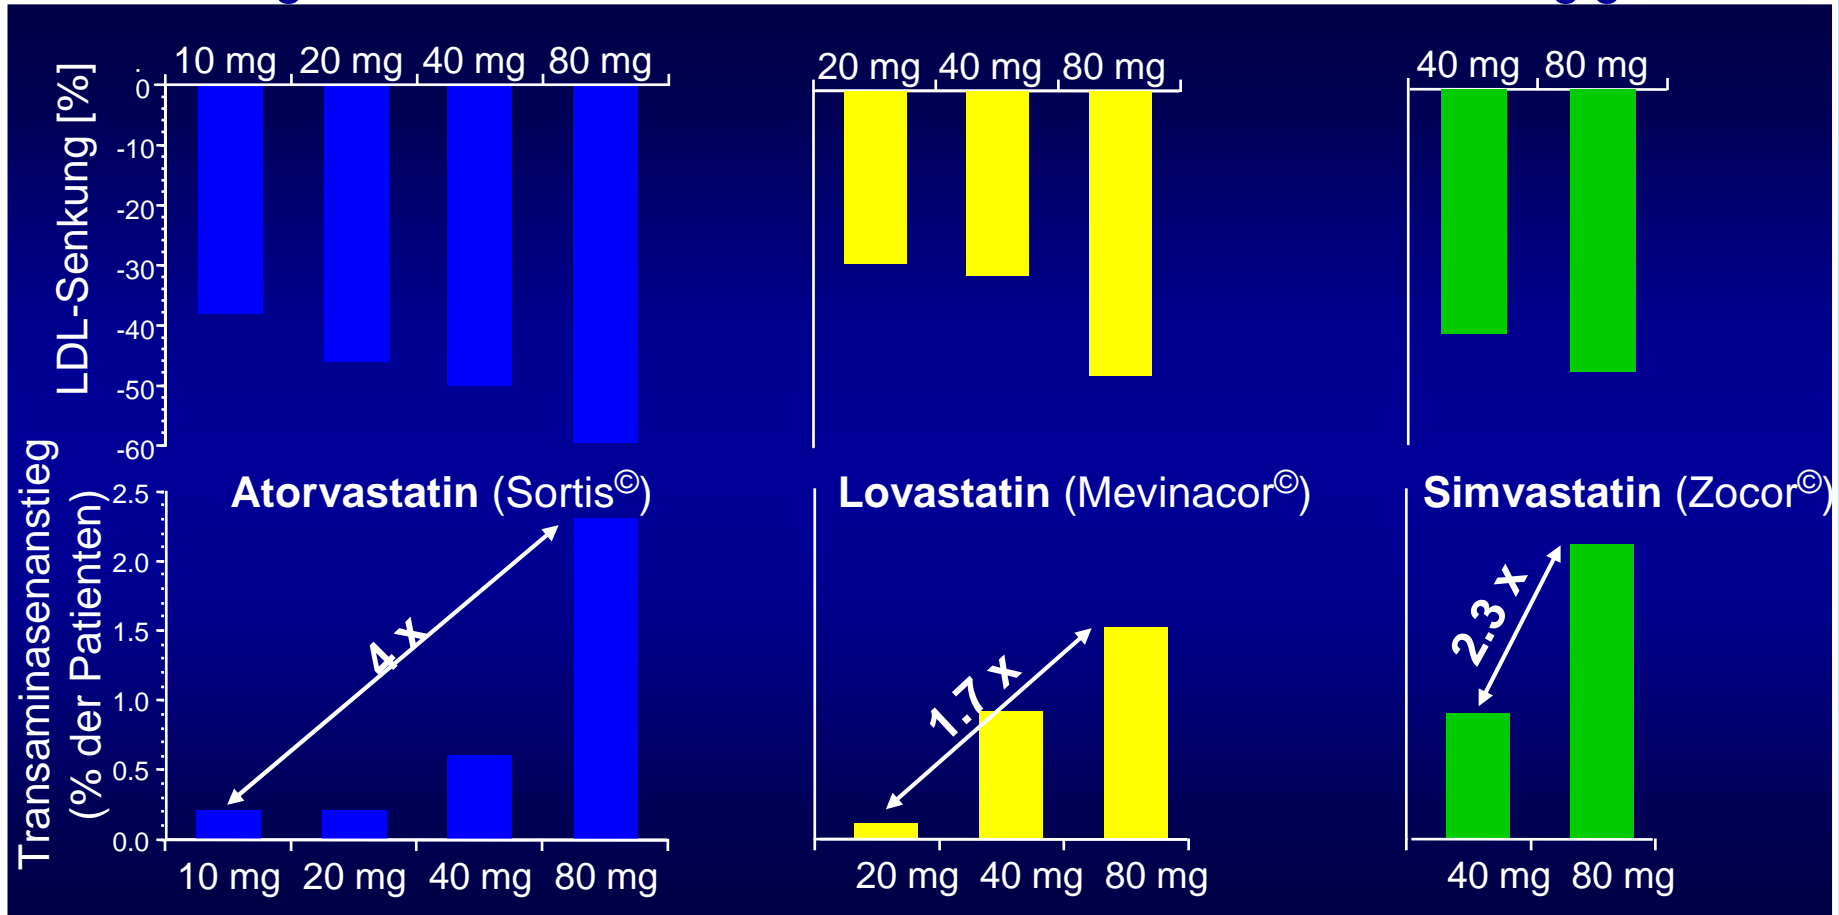 10 mg 20 mg 40 mg 80 mg
20 mg 40 mg 80 mg
40 mg 80 mg
LDL-Senkung [%]
0
-10
-20
-30
-40
-50
-60
Atorvastatin (Sortis©)
Lovastatin (Mevinacor©)
Simvastatin (Zocor©)
Transaminasenanstieg
(% der Patienten)
2.5
2.0
1.5
1.0
0.5
0.0
4 x
1.7 x
2.3 x
10 mg 20 mg 40 mg 80 mg
20 mg 40 mg 80 mg
40 mg 80 mg